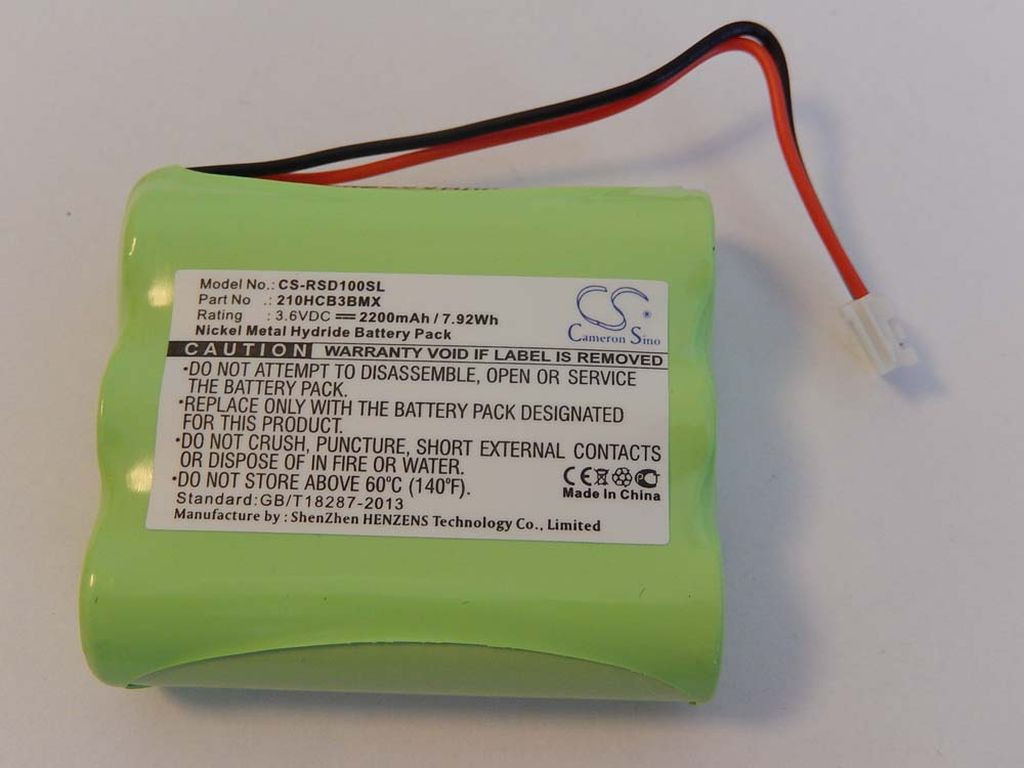 Model No.: CS-RSD100SL
Part No .: 210HCB3BMX
Rating : 3.6VDC ⎓ 2200mAh / 7.92Wh
Nickel Metal Hydride Battery Pack
CS
Cameron Sino
CAUTION WARRANTY VOID IF LABEL IS REMOVED
•DO NOT ATTEMPT TO DISASSEMBLE, OPEN OR SERVICE
THE BATTERY PACK.
•REPLACE ONLY WITH THE BATTERY PACK DESIGNATED
FOR THIS PRODUCT.
•DO NOT CRUSH, PUNCTURE, SHORT EXTERNAL CONTACTS
OR DISPOSE OF IN FIRE OR WATER.
•DO NOT STORE ABOVE 60°C (140°F).
CE
Made In China
Standard:GB/T18287-2013
Manufacture by : ShenZhen HENZENS Technology Co., Limited